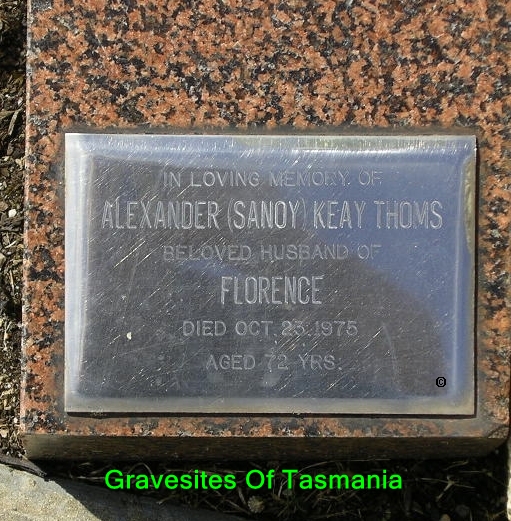 IN LOVING MEMORY OF
ALEXANDER (SANDY) KEAY THOMS
BELOVED HUSBAND OF
FLORENCE
DIED OCT. 23. 1975
AGED 72 YRS.
©
Gravesites Of Tasmania